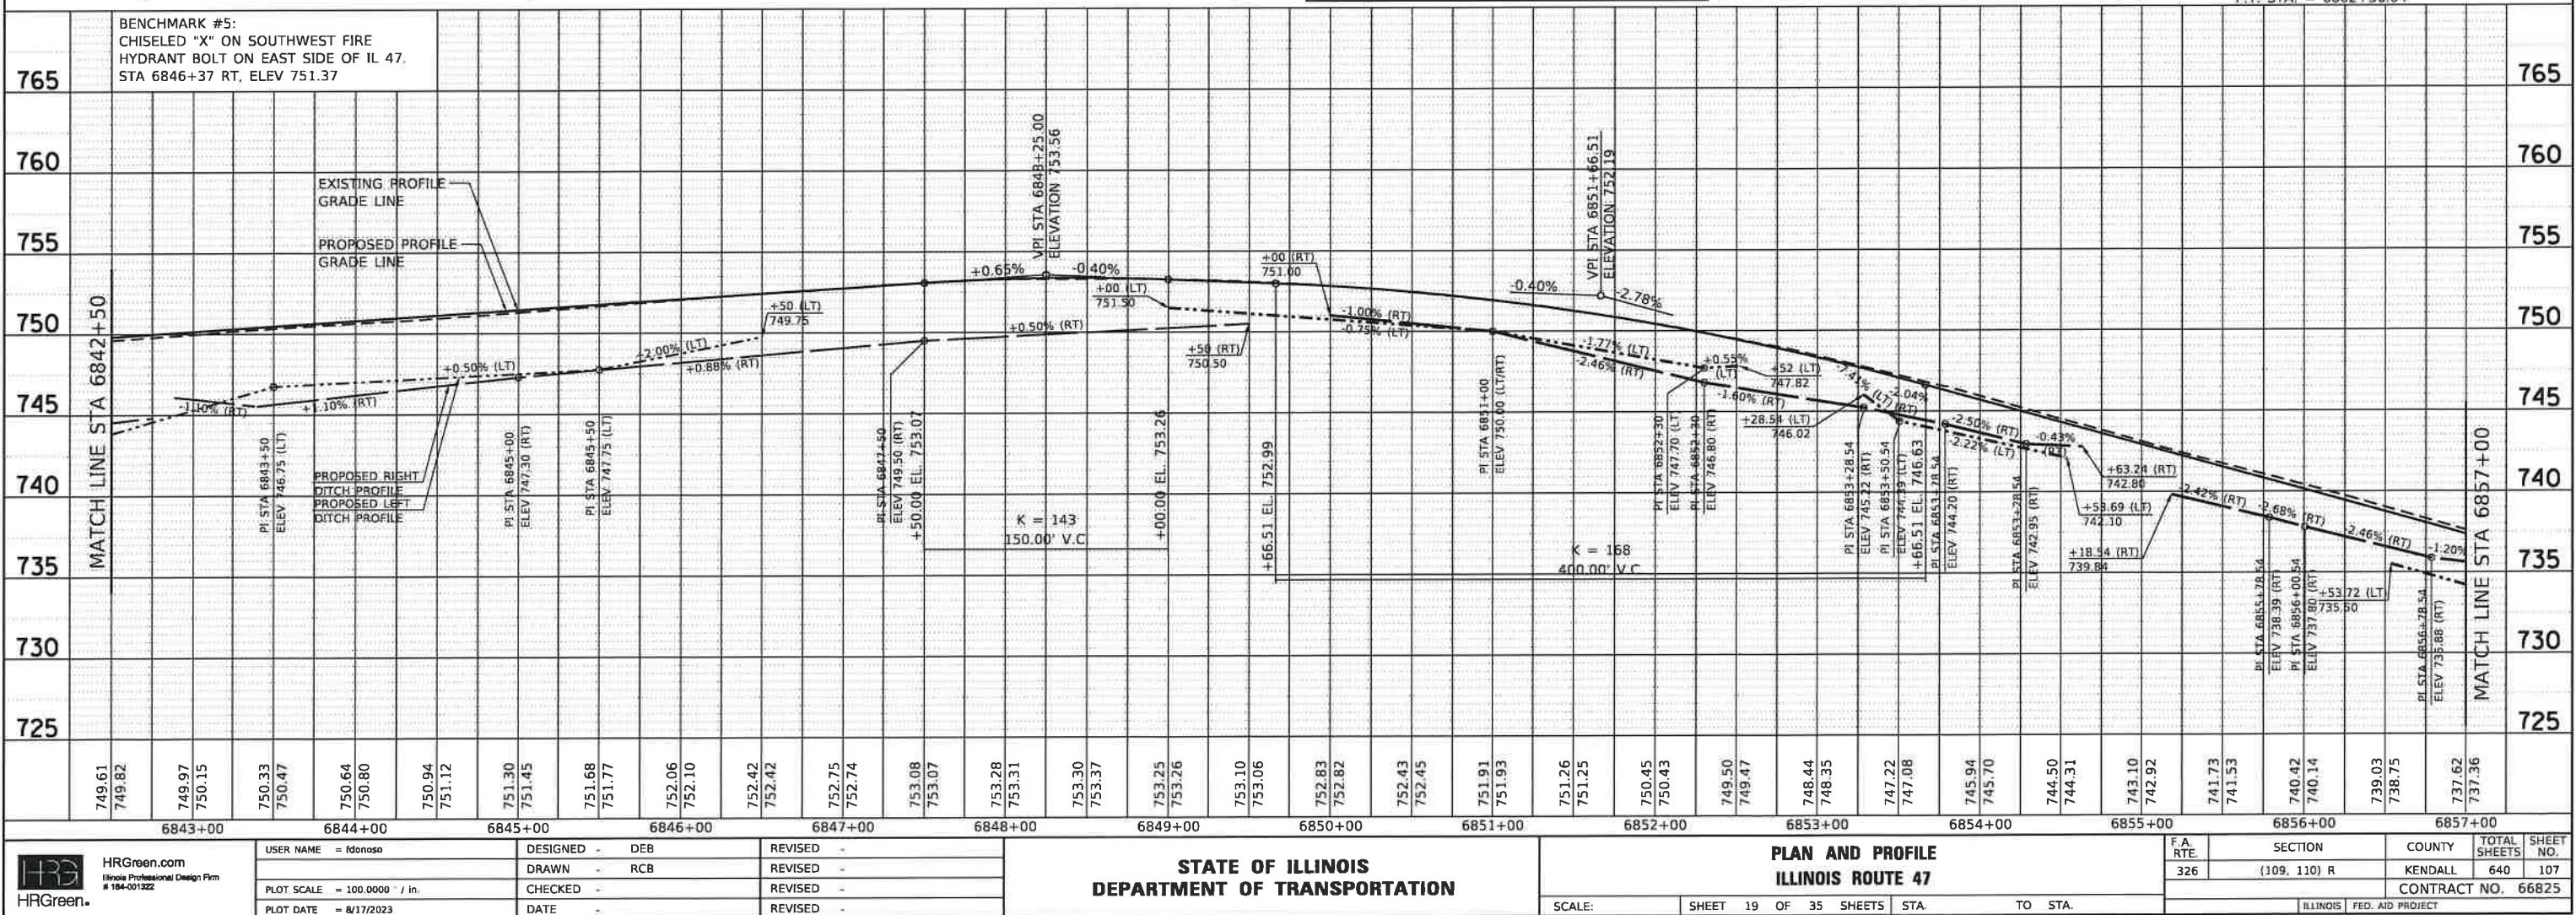 BENCHMARK #5:
CHISELED "X" ON SOUTHWEST FIRE
HYDRANT BOLT ON EAST SIDE OF IL 47.
STA 6846+37 RT, ELEV 751.37
765
760
755
750
745
740
735
730
725
765
760
755
750
745
740
735
730
725
MATCH LINE STA 6842+50
EXISTING PROFILE
GRADE LINE
PROPOSED PROFILE
GRADE LINE
-1.10% (RT)
+1.10% (RT)
PI STA 6843+50
ELEV 746.75 (LT)
PROPOSED RIGHT
DITCH PROFILE
PROPOSED LEFT
DITCH PROFILE
+0.50% (LT)
PI STA 6845+00
ELEV 747.30 (RT)
PI STA 6845+50
ELEV 747.75 (LT)
+2.00% (LT)
+0.88% (RT)
+50 (LT)
749.75
PI STA 6847+50
ELEV 749.50 (RT)
+50.00 EL. 753.07
+0.65%
VPI STA 6848+25.00
ELEVATION 753.56
-0.40%
+0.50% (RT)
K = 143
150.00' V.C
+00 (LT)
751.50
+00.00 EL. 753.26
+50 (RT)
750.50
+66.51 EL. 752.99
+00 (RT)
751.00
-1.00% (RT)
-0.75% (LT)
PI STA 6851+00
ELEV 750.00 (LT/RT)
-0.40%
VPI STA 6851+66.51
ELEVATION 752.19
-2.78%
-1.77% (LT)
-2.46% (RT)
K = 168
400.00' V.C
PI STA 6852+30
ELEV 747.70 (LT)
PI STA 6852+30
ELEV 746.80 (RT)
+0.55%
(LT)
+52 (LT)
747.82
-1.60% (RT)
+28.54 (LT)
746.02
-7.41%
(LT)
-2.04%
(RT)
PI STA 6853+28.54
ELEV 745.22 (RT)
PI STA 6853+50.54
ELEV 744.39 (LT)
+66.51 EL. 746.63
PI STA 6853+78.54
ELEV 744.20 (RT)
-2.50% (RT)
-2.22% (LT)
PI STA 6853+28.54
ELEV 742.95 (RT)
-0.43%
(RT)
+63.24 (RT)
742.80
+53.69 (LT)
742.10
+18.54 (RT)
739.84
-2.42% (RT)
-2.68% (RT)
-2.46% (RT)
-1.20%
PI STA 6855+78.54
ELEV 738.39 (RT)
PI STA 6856+00.54
ELEV 737.80 (RT)
+53.72 (LT)
735.50
PI STA 6856+78.54
ELEV 735.88 (RT)
MATCH LINE STA 6857+00
749.61
749.82
749.97
750.15
750.33
750.47
750.64
750.80
750.94
751.12
751.30
751.45
751.68
751.77
752.06
752.10
752.42
752.42
752.75
752.74
753.08
753.07
753.28
753.31
753.30
753.37
753.25
753.26
753.10
753.06
752.83
752.82
752.43
752.45
751.91
751.93
751.26
751.25
750.45
750.43
749.50
749.47
748.44
748.35
747.22
747.08
745.94
745.70
744.50
744.31
743.10
742.92
741.73
741.53
740.42
740.14
739.03
738.75
737.62
737.36
6843+00 6844+00 6845+00 6846+00 6847+00 6848+00 6849+00 6850+00 6851+00 6852+00 6853+00 6854+00 6855+00 6856+00 6857+00
HRG
HRGreen.
HRGreen.com
Illinois Professional Design Firm
# 184-001322
USER NAME = fdonoso
PLOT SCALE = 100.0000 ' / in.
PLOT DATE = 8/17/2023
DESIGNED - DEB
DRAWN - RCB
CHECKED -
DATE -
REVISED -
REVISED -
REVISED -
REVISED -
STATE OF ILLINOIS
DEPARTMENT OF TRANSPORTATION
PLAN AND PROFILE
ILLINOIS ROUTE 47
SCALE: SHEET 19 OF 35 SHEETS STA. TO STA.
F.A. RTE. SECTION COUNTY TOTAL SHEETS SHEET NO.
326 (109, 110) R KENDALL 640 107
CONTRACT NO. 66825
ILLINOIS FED. AID PROJECT